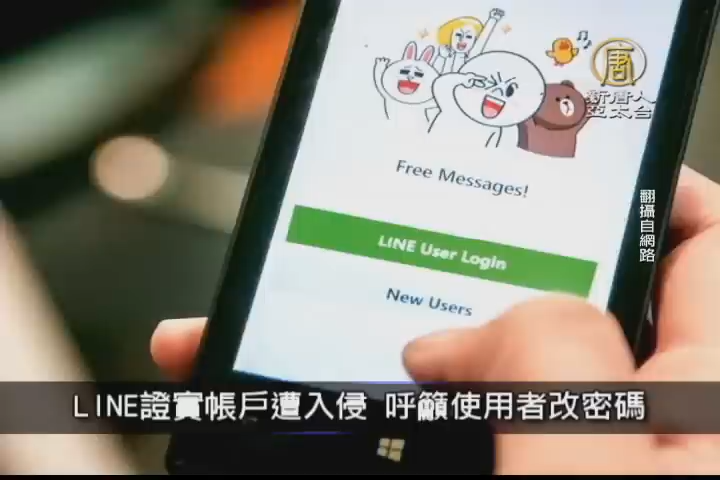 唐
新唐人
亞太台
Free Messages!
翻攝自網路
LINE User Login
New Users
LINE證實帳戶遭入侵 呼籲使用者改密碼